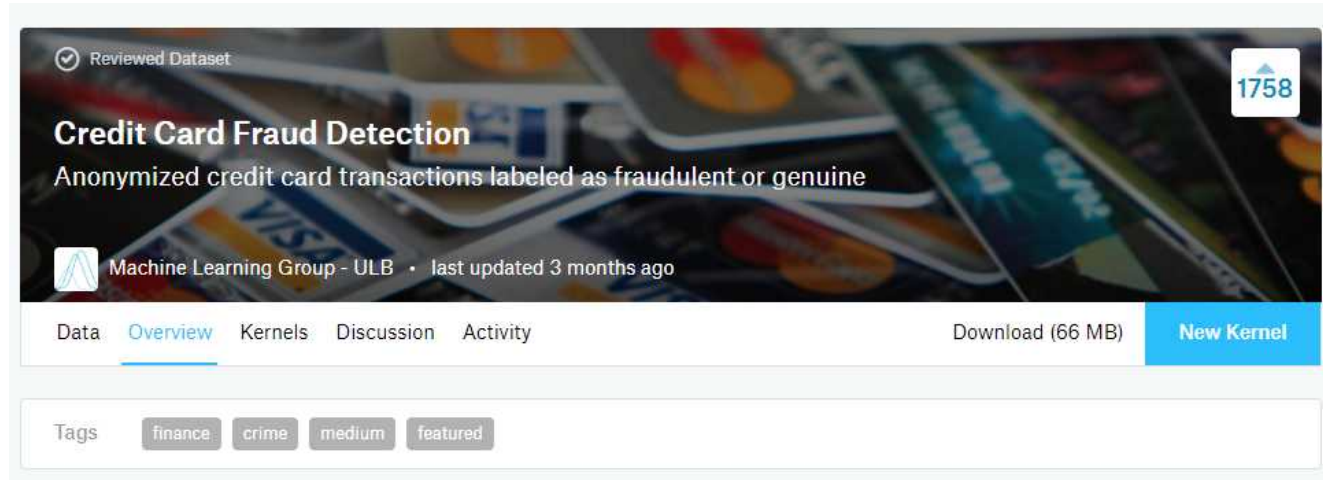 Reviewed Dataset
1758
Credit Card Fraud Detection
Anonymized credit card transactions labeled as fraudulent or genuine
VISA
Machine Learning Group - ULB • last updated 3 months ago
Data Overview Kernels Discussion Activity Download (66 MB) New Kernel
Tags finance crime medium featured